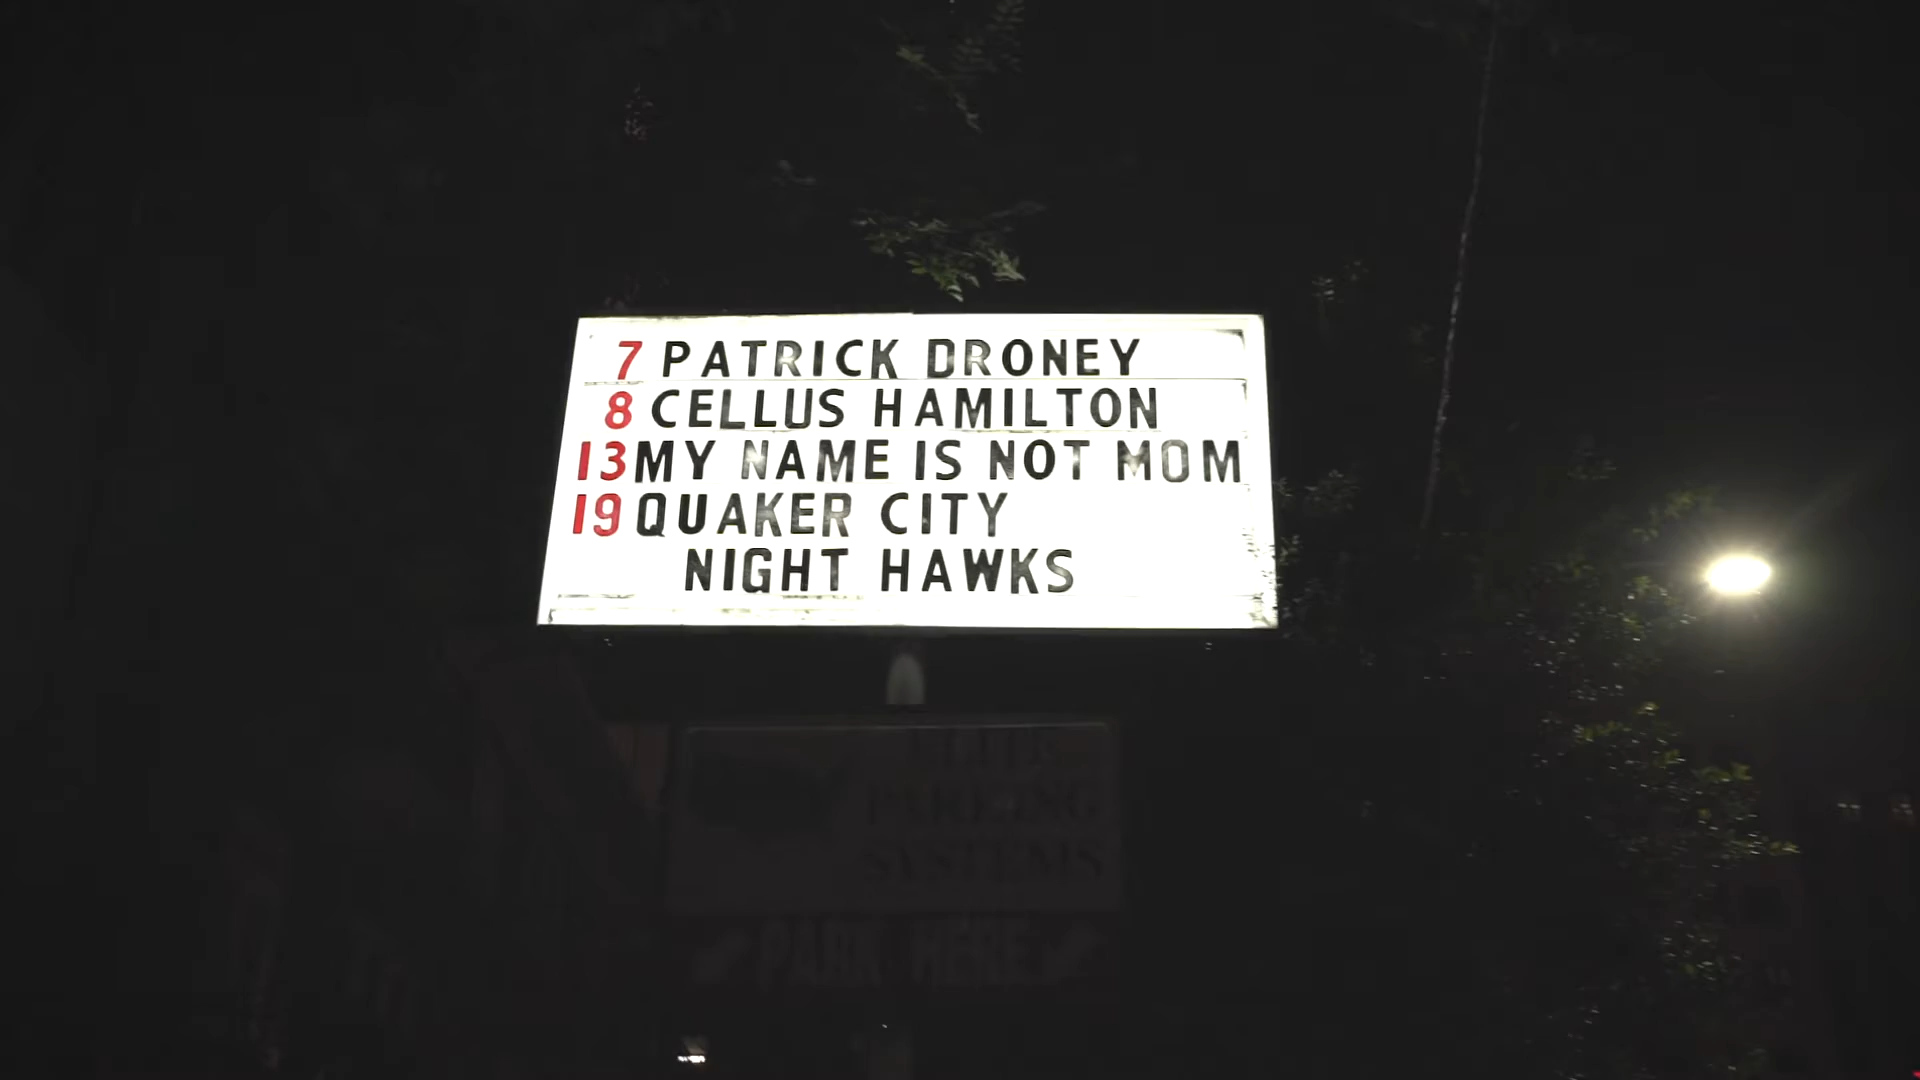 7 PATRICK DRONEY
8 CELLUS HAMILTON
13 MY NAME IS NOT MOM
19 QUAKER CITY
NIGHT HAWKS
PARKING
SYSTEMS
PARK HERE